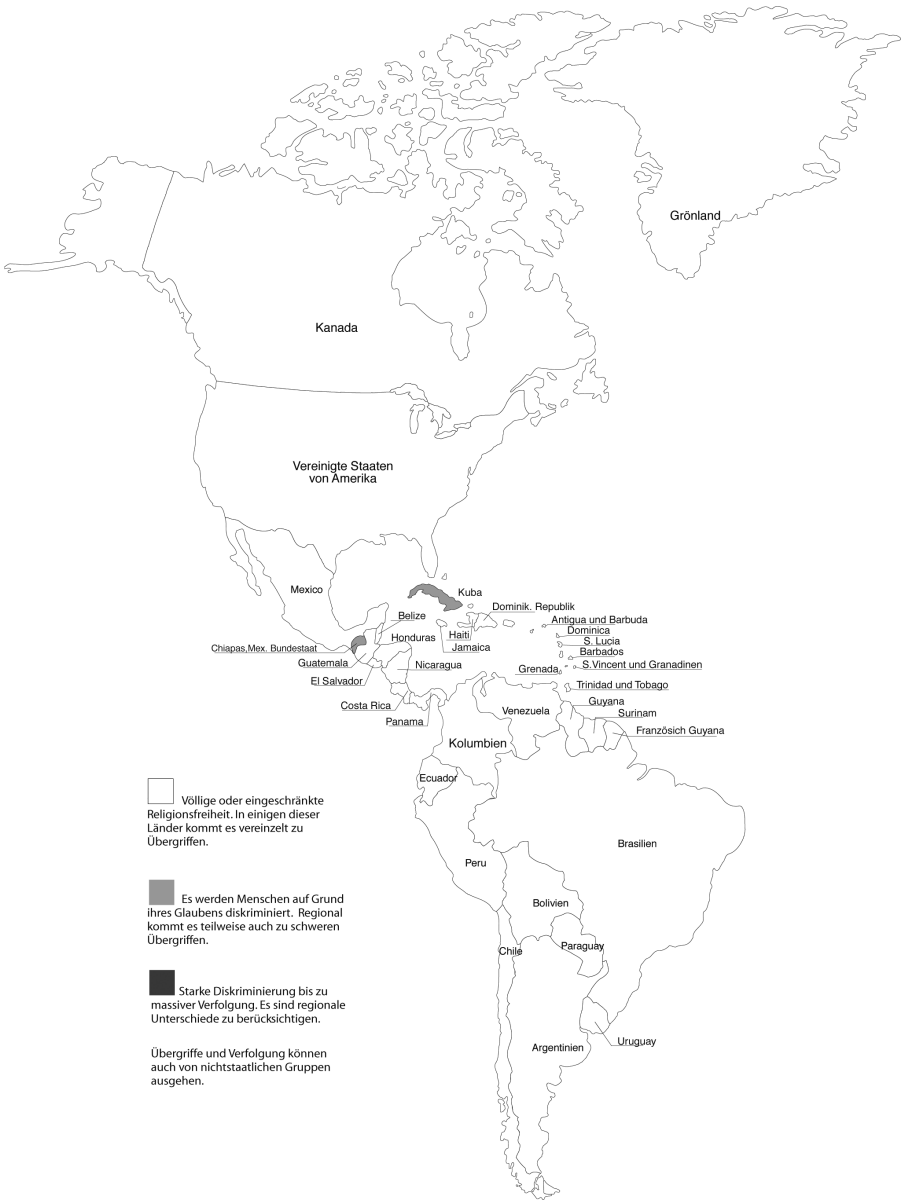 Grönland
Kanada
Vereinigte Staaten
von Amerika
Mexico
Kuba
Dominik. Republik
Belize
Antigua und Barbuda
Dominica
Honduras
Haiti
S. Lucia
Jamaica
Chiapas,Mex. Bundestaat
Barbados
Guatemala
Nicaragua
S.Vincent und Granadinen
Grenada
El Salvador
Trinidad und Tobago
Costa Rica
Guyana
Venezuela
Surinam
Panama
Französich Guyana
Kolumbien
Ecuador
Brasilien
Peru
Bolivien
Paraguay
Chile
Uruguay
Argentinien
Völlige oder eingeschränkte
Religionsfreiheit. In einigen dieser
Länder kommt es vereinzelt zu
Übergriffen.
Es werden Menschen auf Grund
ihres Glaubens diskriminiert. Regional
kommt es teilweise auch zu schweren
Übergriffen.
Starke Diskriminierung bis zu
massiver Verfolgung. Es sind regionale
Unterschiede zu berücksichtigen.
Übergriffe und Verfolgung können
auch von nichtstaatlichen Gruppen
ausgehen.